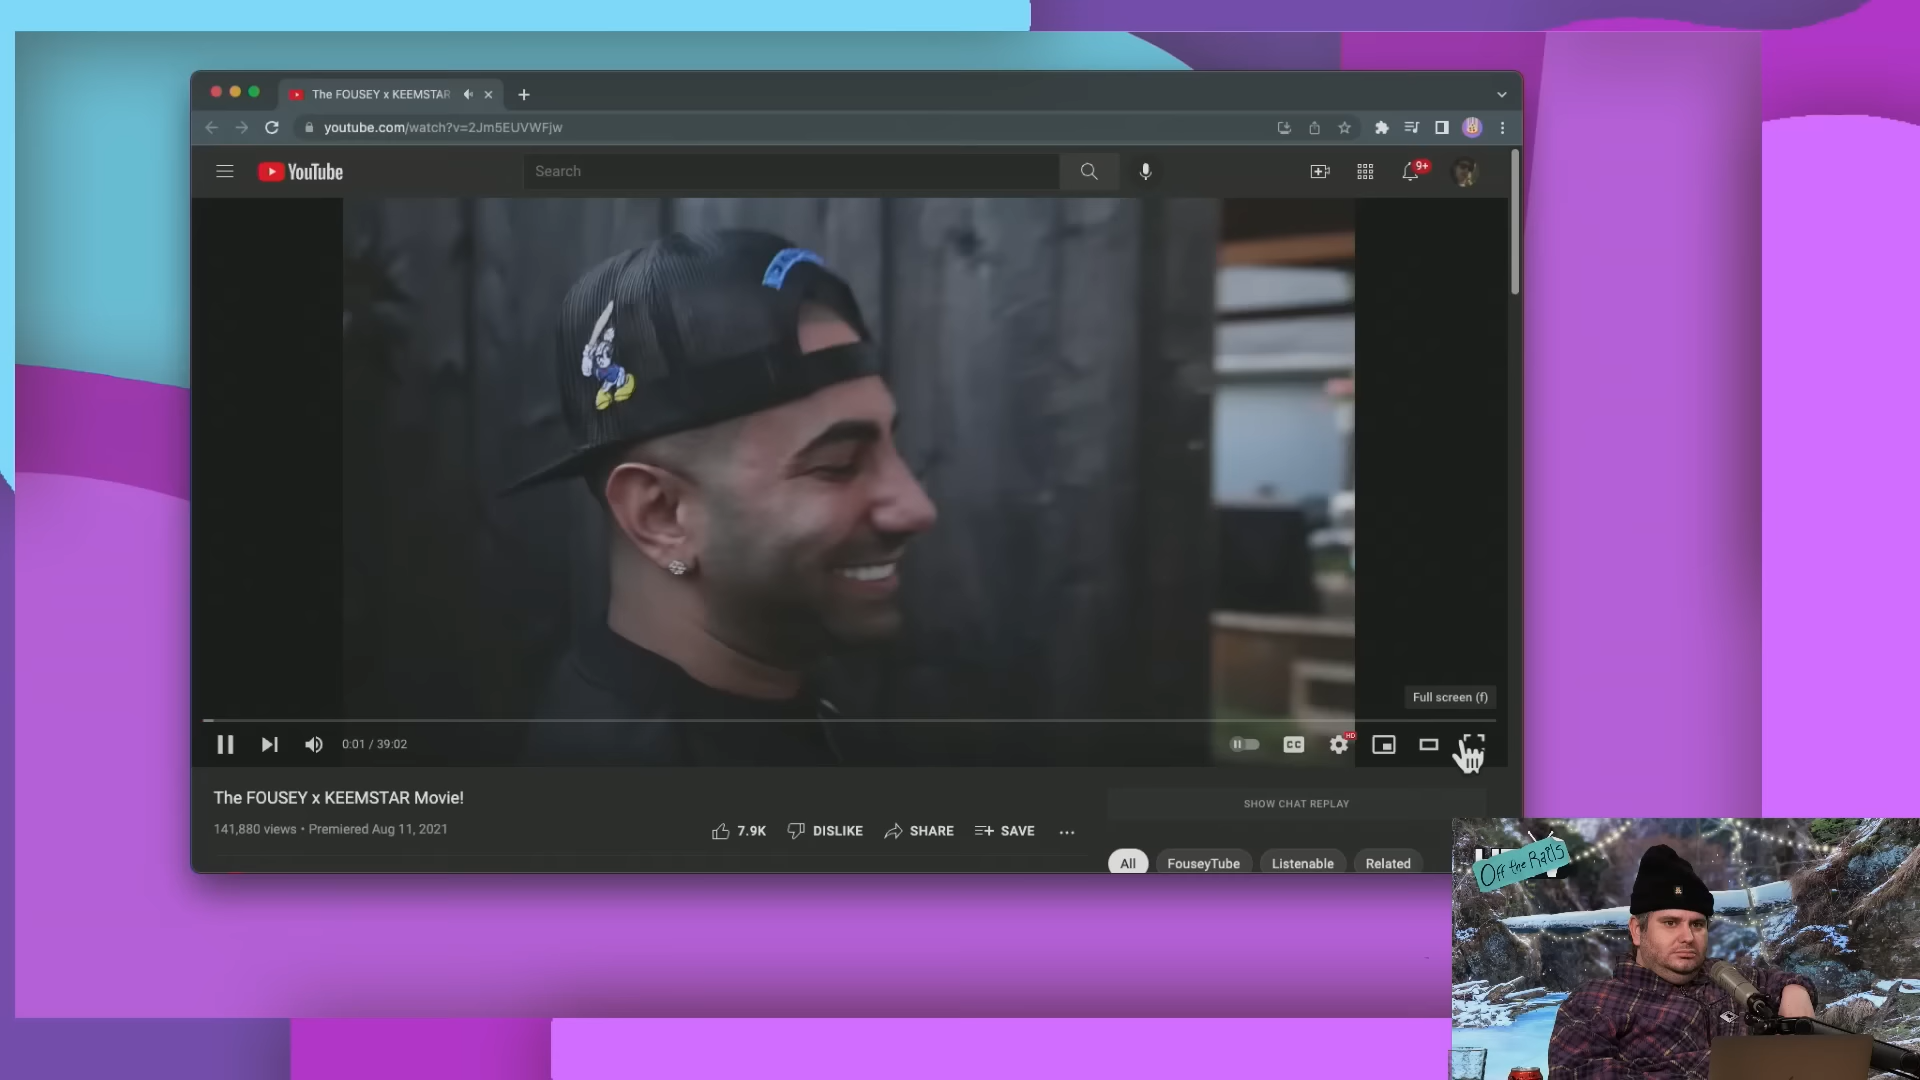 The FOUSEY x KEEMSTAR
youtube.com/watch?v=2Jm5EUVWFjw
YouTube
Search
9+
Full screen (f)
0:01 / 39:02
CC
HD
The FOUSEY x KEEMSTAR Movie!
141,880 views • Premiered Aug 11, 2021
7.9K
DISLIKE
SHARE
SAVE
SHOW CHAT REPLAY
All
FouseyTube
Listenable
Related
Off the Rails